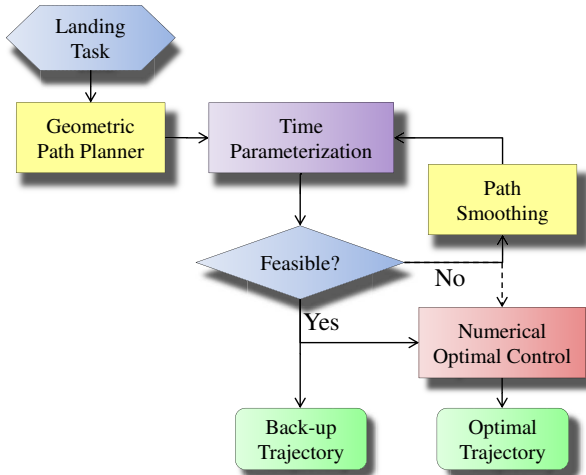 Landing
Task
Geometric
Path Planner
Time
Parameterization
Path
Smoothing
Feasible?
No
Yes
Numerical
Optimal Control
Back-up
Trajectory
Optimal
Trajectory